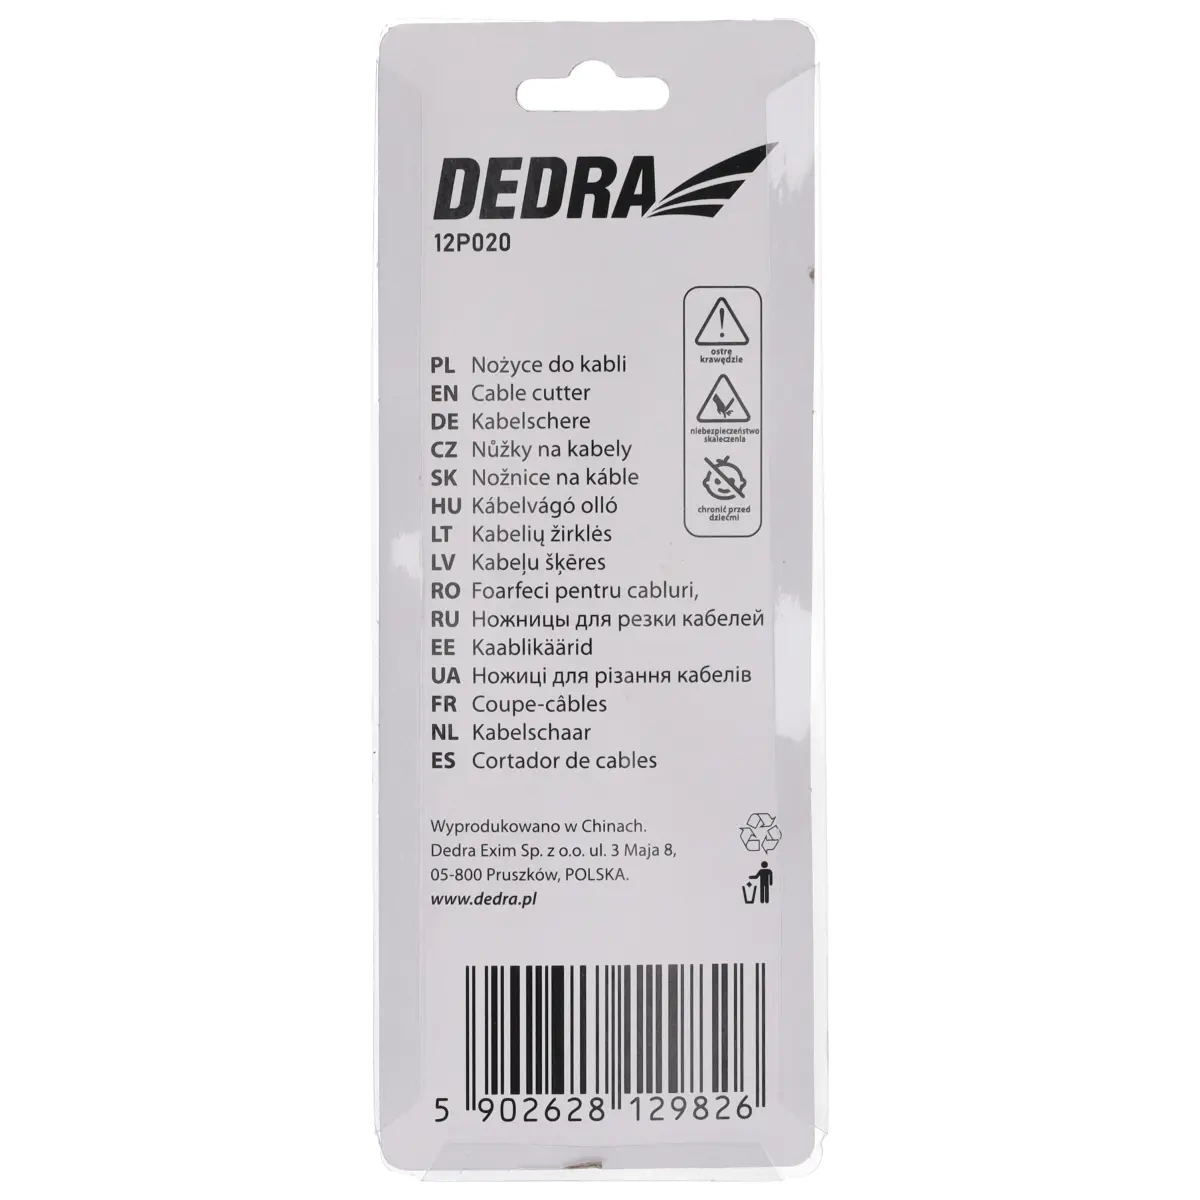 DEDRA
12P020
ostre
krawędzie
niebezpieczeństwo
skaleczenia
chronić przed
dziećmi
PL Nożyce do kabli
EN Cable cutter
DE Kabelschere
CZ Nůžky na kabely
SK Nožnice na káble
HU Kábelvágó olló
LT Kabelių žirklės
LV Kabeļu šķēres
RO Foarfeci pentru cabluri,
RU Ножницы для резки кабелей
EE Kaablikäärid
UA Ножиці для різання кабелів
FR Coupe-câbles
NL Kabelschaar
ES Cortador de cables
Wyprodukowano w Chinach.
Dedra Exim Sp. z o.o. ul. 3 Maja 8,
05-800 Pruszków, POLSKA.
www.dedra.pl
5 902628 129826